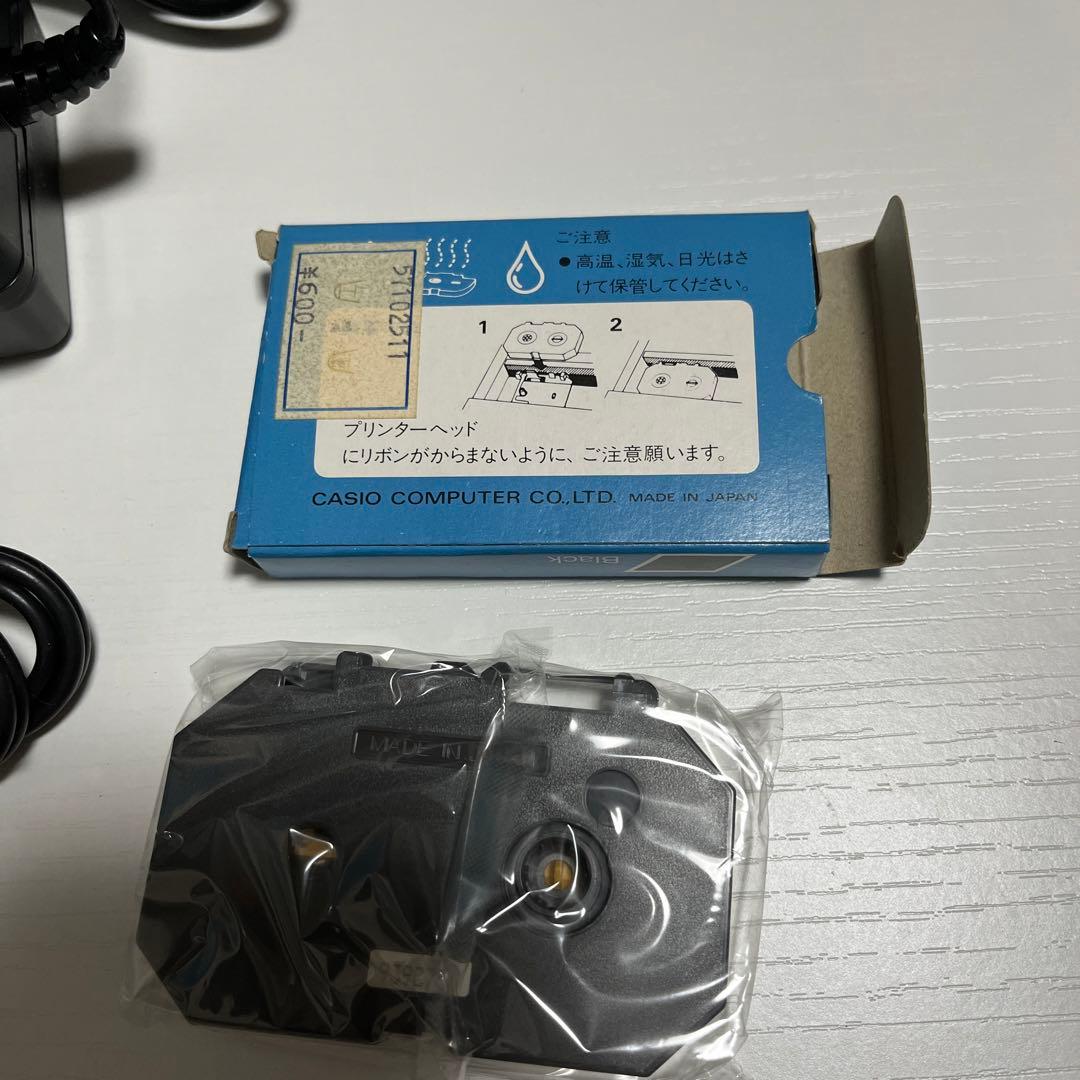 ご注意
●高温、湿気、日光はさ
けて保管してください。
57102511
¥600-
1
2
プリンターヘッド
にリボンがからまないように、ご注意願います。
CASIO COMPUTER CO.,LTD. MADE IN JAPAN
Black
MADE IN